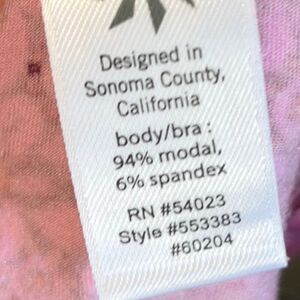 Designed in
Sonoma County,
California
body/bra :
94% modal,
6% spandex
RN #54023
Style #553383
#60204